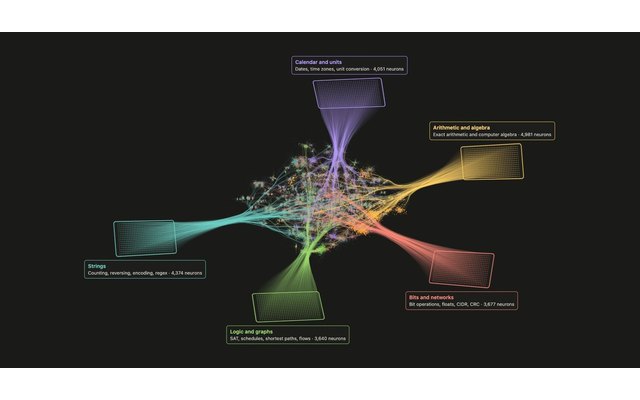 Calendar and units
Dates, time zones, unit conversion · 4,051 neurons
Arithmetic and algebra
Exact arithmetic and computer algebra · 4,981 neurons
Strings
Counting, reversing, encoding, regex · 4,374 neurons
Bits and networks
Bit operations, floats, CIDR, CRC · 3,677 neurons
Logic and graphs
SAT, schedules, shortest paths, flows · 3,640 neurons